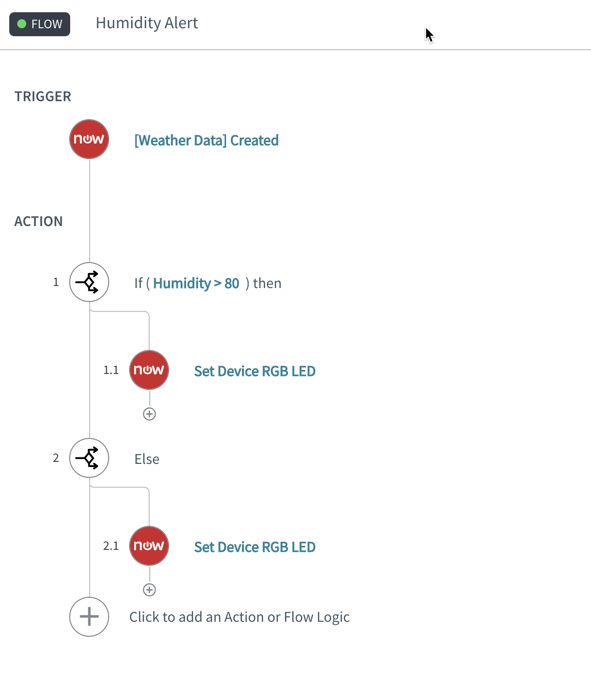 FLOW Humidity Alert
TRIGGER
now [Weather Data] Created
ACTION
1 If ( Humidity > 80 ) then
1.1 now Set Device RGB LED
2 Else
2.1 now Set Device RGB LED
Click to add an Action or Flow Logic